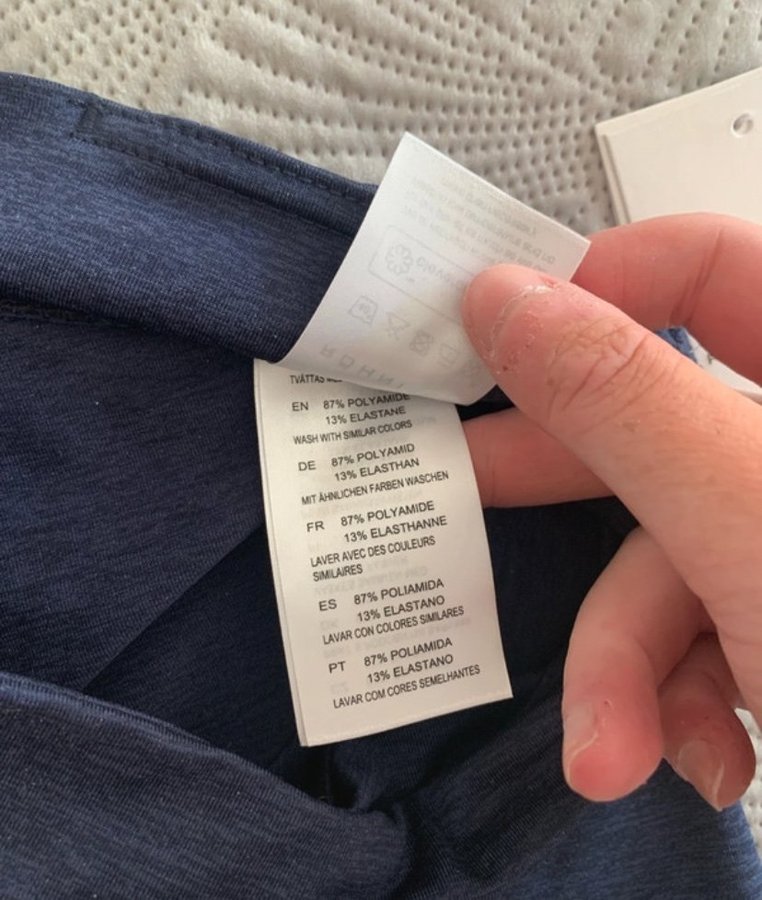 TVÄTTAS
EN 87% POLYAMIDE
13% ELASTANE
WASH WITH SIMILAR COLORS
DE 87% POLYAMID
13% ELASTHAN
MIT ÄHNLICHEN FARBEN WASCHEN
FR 87% POLYAMIDE
13% ELASTHANNE
LAVER AVEC DES COULEURS
SIMILAIRES
ES 87% POLIAMIDA
13% ELASTANO
LAVAR CON COLORES SIMILARES
PT 87% POLIAMIDA
13% ELASTANO
LAVAR COM CORES SEMELHANTES